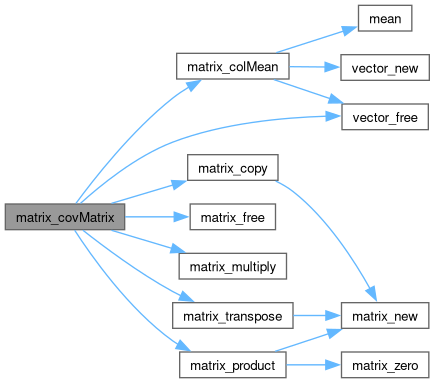 mean
matrix_colMean
vector_new
vector_free
matrix_copy
matrix_covMatrix
matrix_free
matrix_multiply
matrix_transpose
matrix_new
matrix_product
matrix_zero